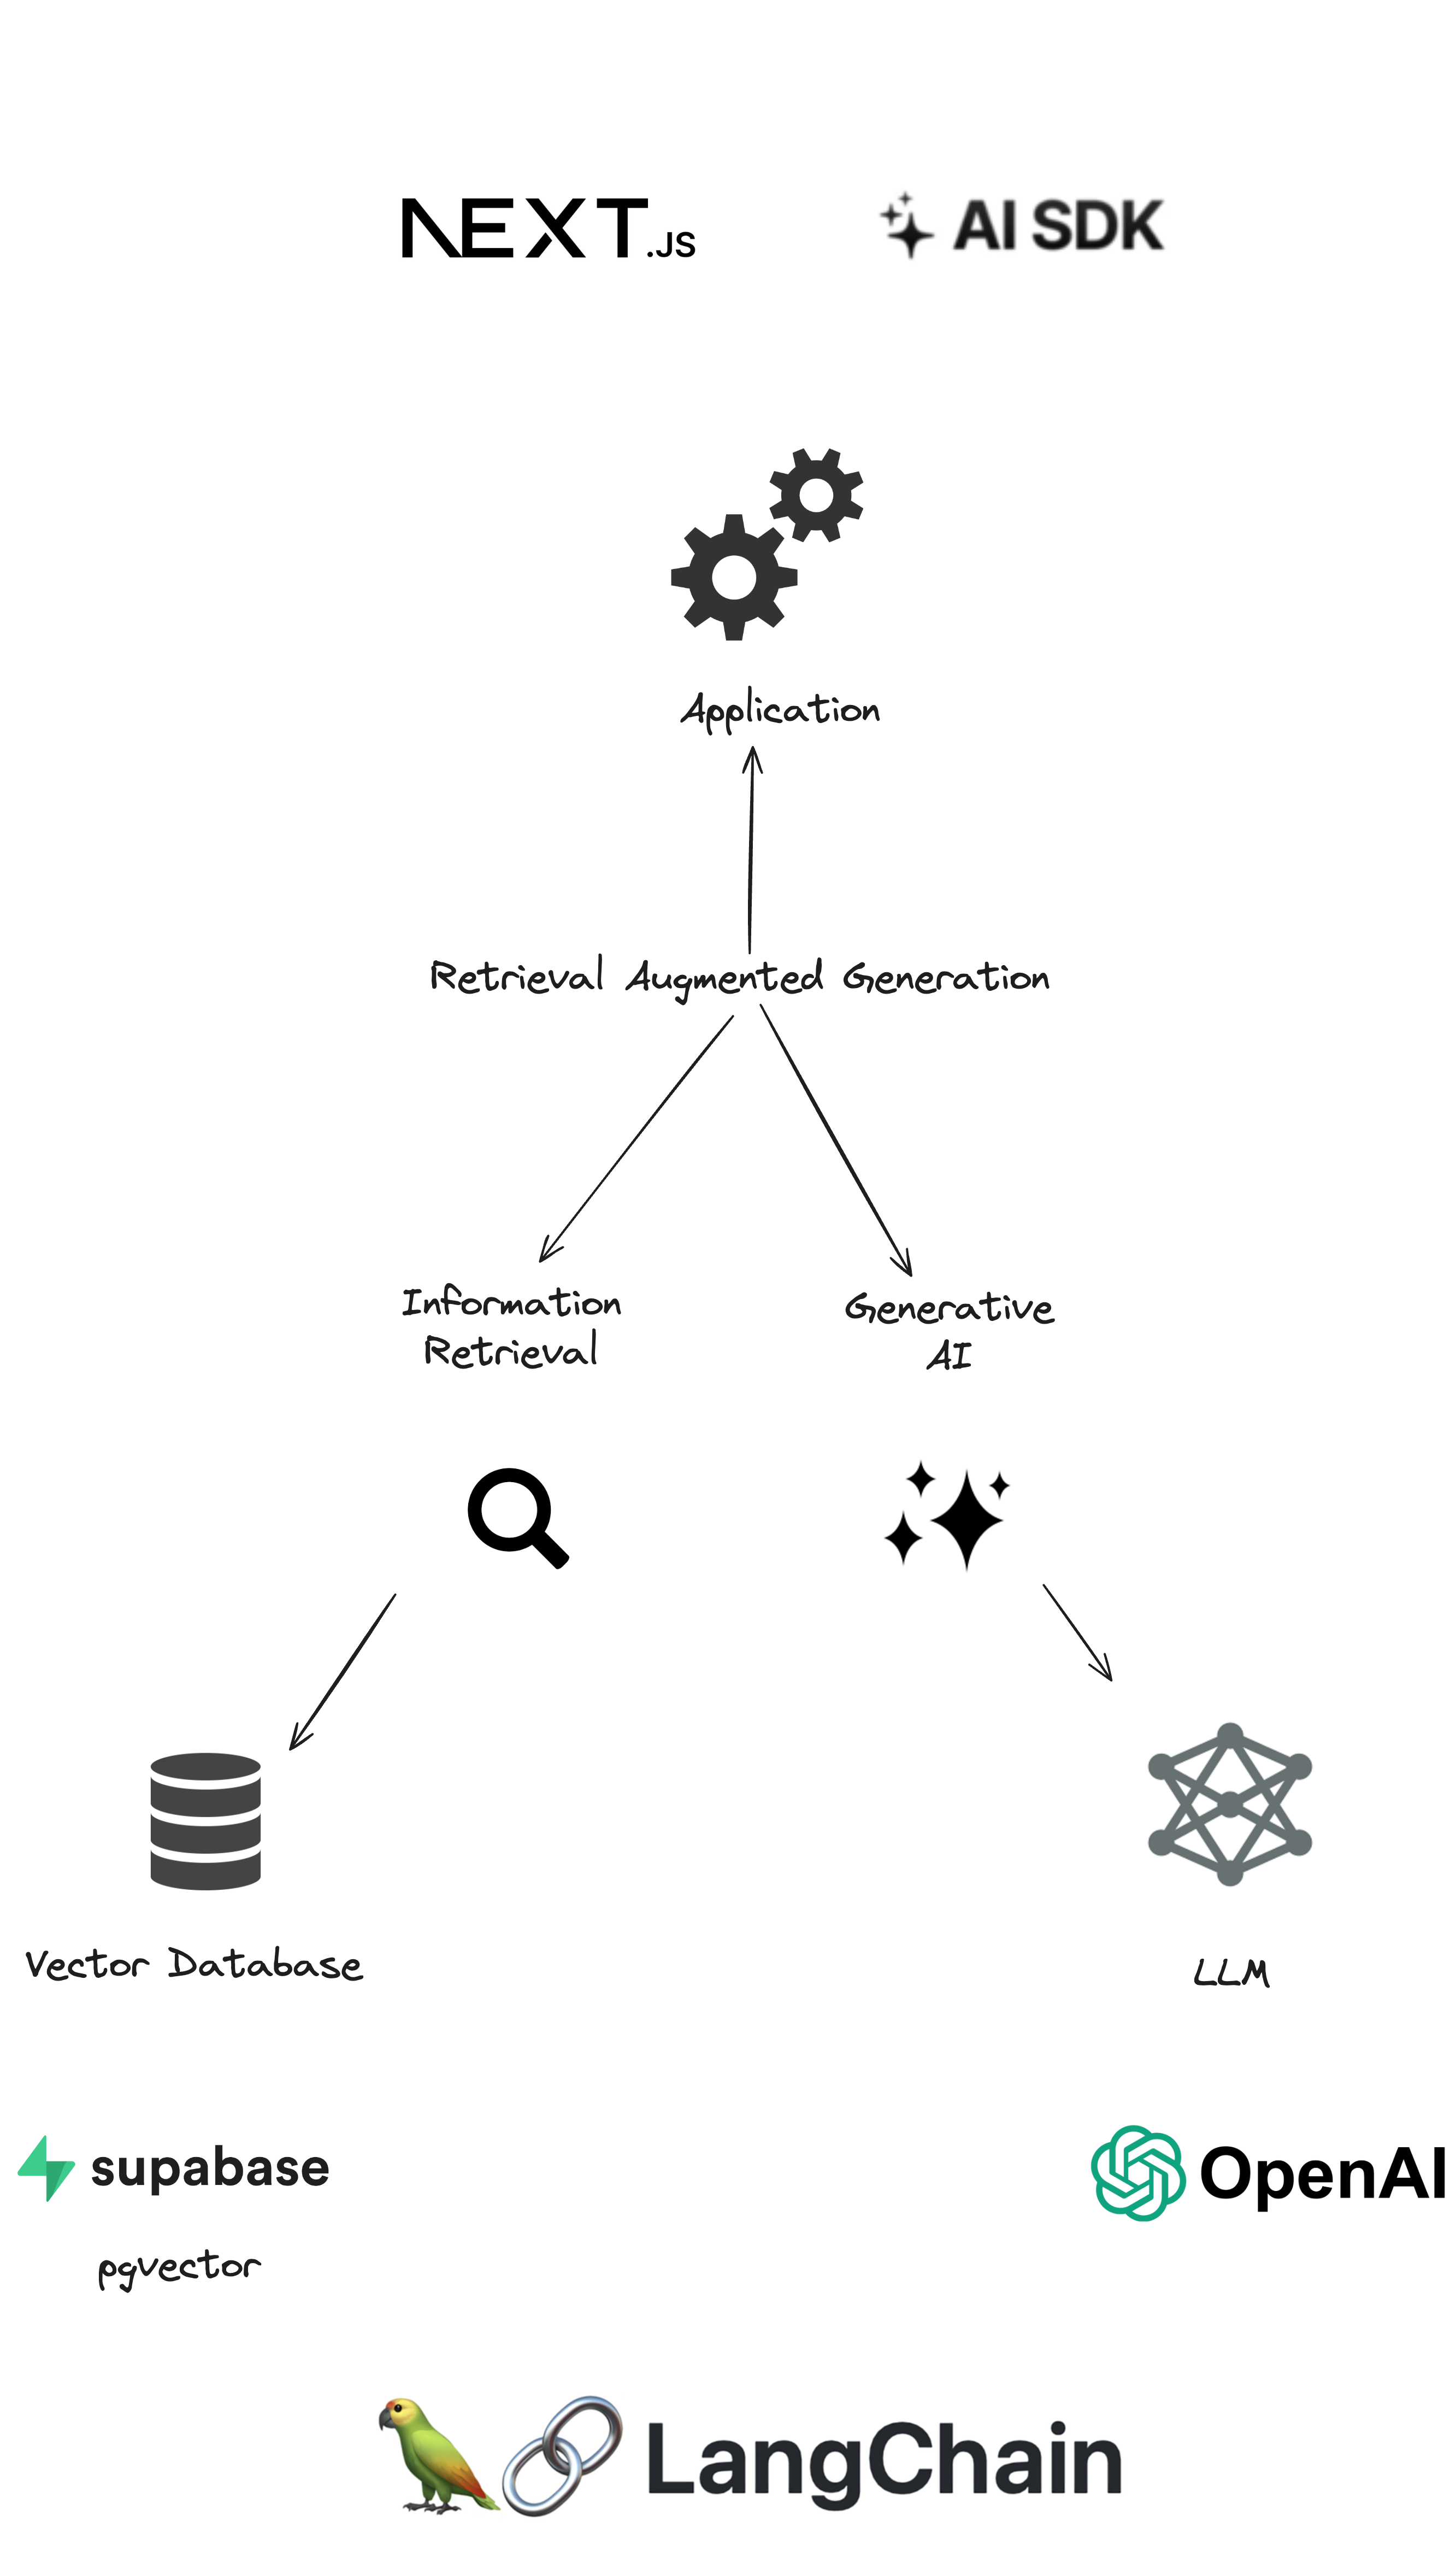 NEXT.JS
AI SDK
Application
Retrieval Augmented Generation
Information
Retrieval
Generative
AI
Vector Database
LLM
supabase
OpenAI
pgvector
LangChain